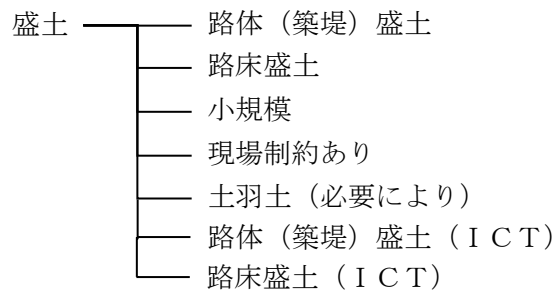 盛土
路体（築堤）盛土
路床盛土
小規模
現場制約あり
土羽土（必要により）
路体（築堤）盛土（ＩＣＴ）
路床盛土（ＩＣＴ）